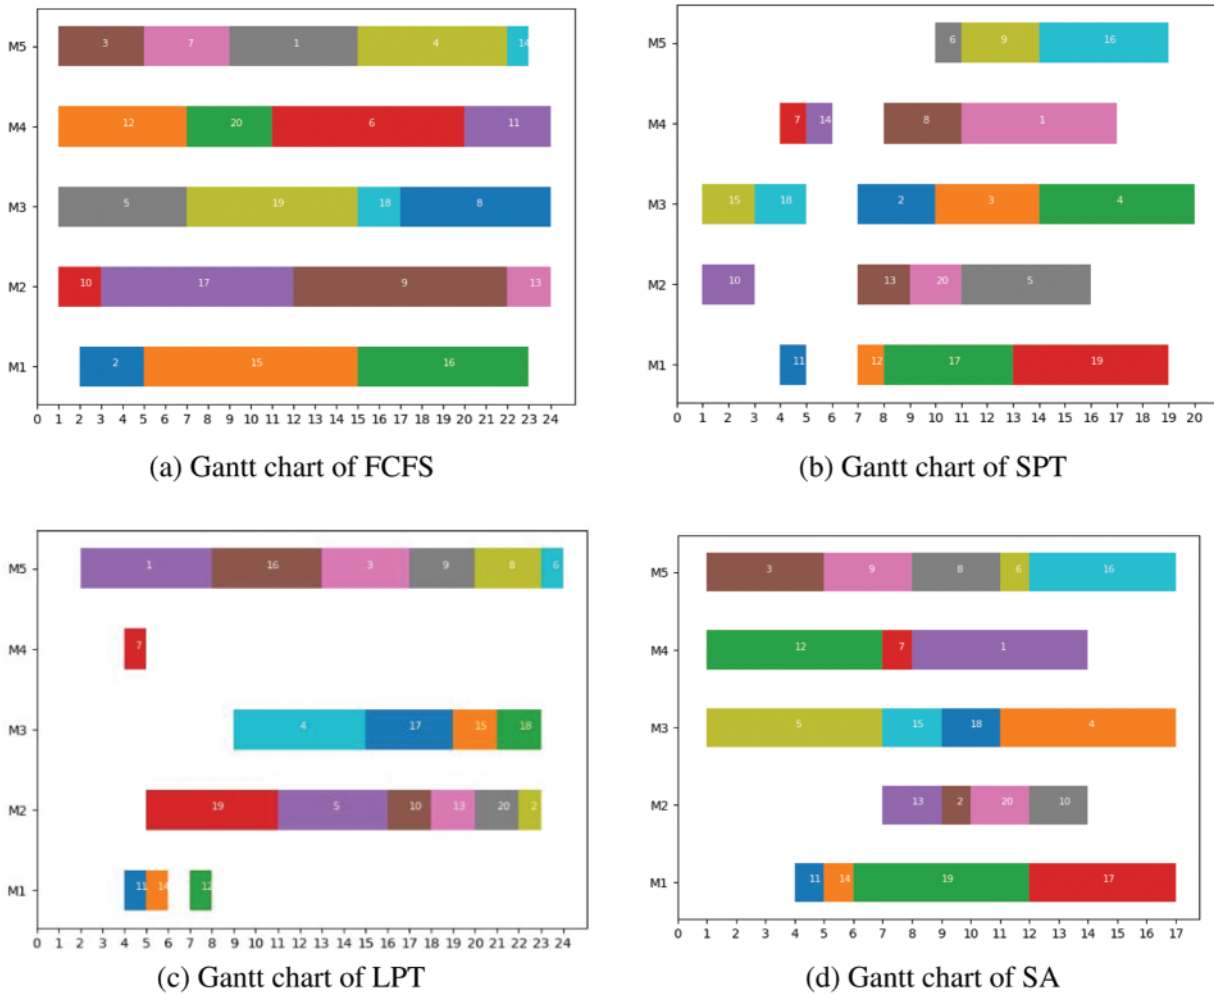 M5 3 7 1 4 14
M4 12 20 6 11
M3 5 19 18 8
M2 10 17 9 13
M1 2 15 16
0 1 2 3 4 5 6 7 8 9 10 11 12 13 14 15 16 17 18 19 20 21 22 23 24
(a) Gantt chart of FCFS
M5 6 9 16
M4 7 14 8 1
M3 15 18 2 3 4
M2 10 13 20 5
M1 11 12 17 19
0 1 2 3 4 5 6 7 8 9 10 11 12 13 14 15 16 17 18 19 20
(b) Gantt chart of SPT
M5 1 16 3 9 8 6
M4 7
M3 4 17 15 18
M2 19 5 10 13 20 2
M1 11 14 12
0 1 2 3 4 5 6 7 8 9 10 11 12 13 14 15 16 17 18 19 20 21 22 23 24
(c) Gantt chart of LPT
M5 3 9 8 6 16
M4 12 7 1
M3 5 15 18 4
M2 13 2 20 10
M1 11 14 19 17
0 1 2 3 4 5 6 7 8 9 10 11 12 13 14 15 16 17
(d) Gantt chart of SA